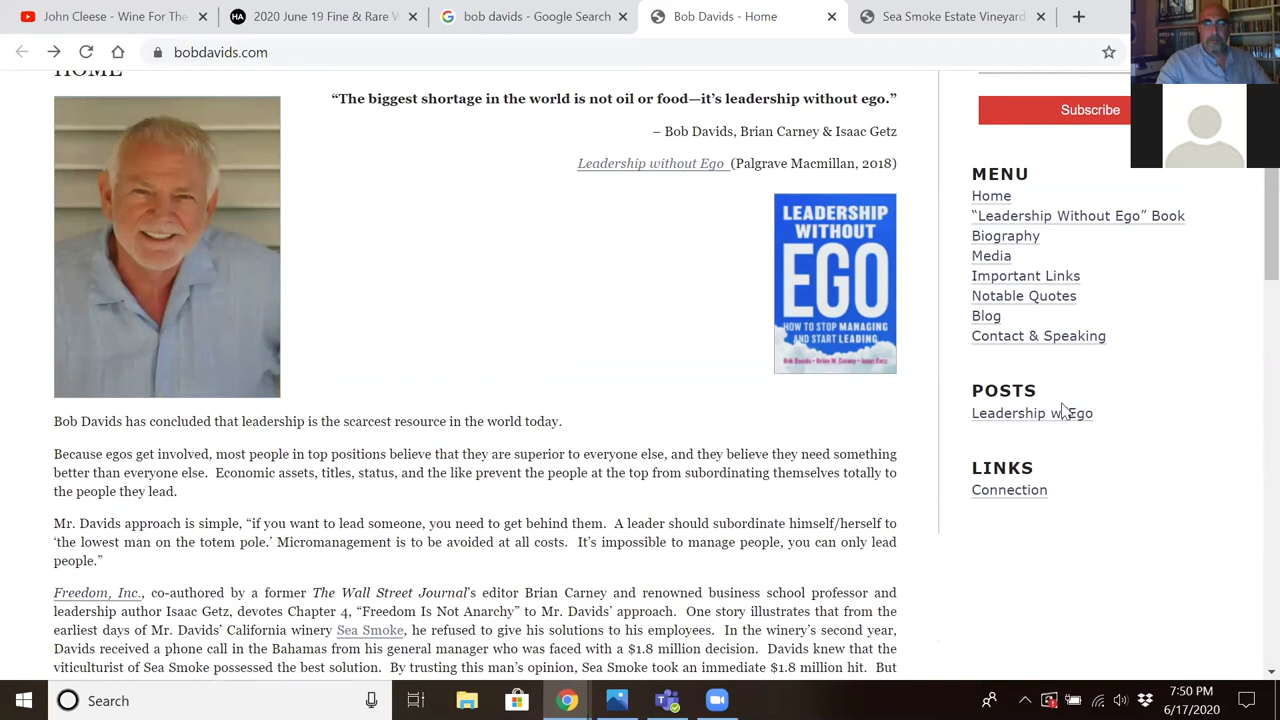 John Cleese - Wine For The
2020 June 19 Fine & Rare W
bob davids - Google Search
Bob Davids - Home
Sea Smoke Estate Vineyard
bobdavids.com
HOME
“The biggest shortage in the world is not oil or food—it’s leadership without ego.”
– Bob Davids, Brian Carney & Isaac Getz
Leadership without Ego (Palgrave Macmillan, 2018)
LEADERSHIP
WITHOUT
EGO
HOW TO STOP MANAGING
AND START LEADING
Bob Davids • Brian M. Carney • Isaac Getz
Bob Davids has concluded that leadership is the scarcest resource in the world today.
Because egos get involved, most people in top positions believe that they are superior to everyone else, and they believe they need something
better than everyone else. Economic assets, titles, status, and the like prevent the people at the top from subordinating themselves totally to
the people they lead.
Mr. Davids approach is simple, “if you want to lead someone, you need to get behind them. A leader should subordinate himself/herself to
‘the lowest man on the totem pole.’ Micromanagement is to be avoided at all costs. It’s impossible to manage people, you can only lead
people.”
Freedom, Inc., co-authored by a former The Wall Street Journal’s editor Brian Carney and renowned business school professor and
leadership author Isaac Getz, devotes Chapter 4, “Freedom Is Not Anarchy” to Mr. Davids’ approach. One story illustrates that from the
earliest days of Mr. Davids’ California winery Sea Smoke, he refused to give his solutions to his employees. In the winery’s second year,
Davids received a phone call in the Bahamas from his general manager who was faced with a $1.8 million decision. Davids knew that the
viticulturist of Sea Smoke possessed the best solution. By trusting this man’s opinion, Sea Smoke took an immediate $1.8 million hit. But
Subscribe
MENU
Home
“Leadership Without Ego” Book
Biography
Media
Important Links
Notable Quotes
Blog
Contact & Speaking
POSTS
Leadership w/Ego
LINKS
Connection
Search
7:50 PM
6/17/2020